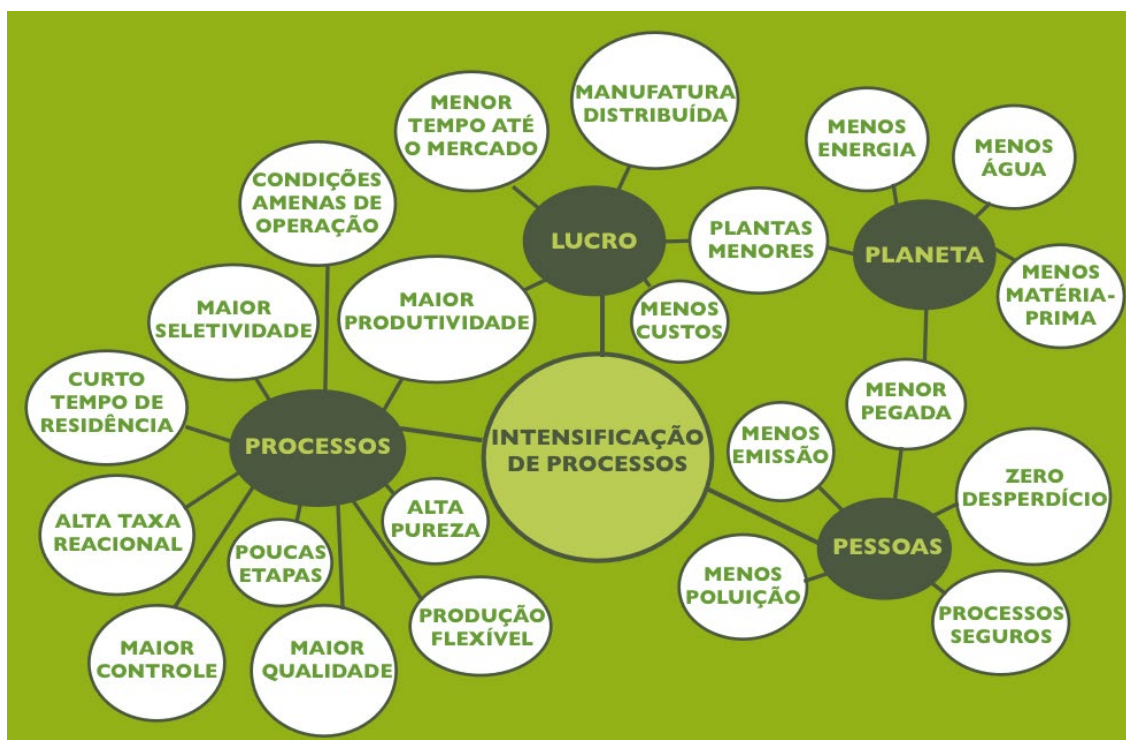 MANUFATURA
DISTRIBUÍDA
MENOR
TEMPO ATÉ
O MERCADO
MENOS
ENERGIA
MENOS
ÁGUA
CONDIÇÕES
AMENAS DE
OPERAÇÃO
LUCRO
PLANTAS
MENORES
PLANETA
MENOS
MATÉRIA-
PRIMA
MAIOR
SELETIVIDADE
MAIOR
PRODUTIVIDADE
MENOS
CUSTOS
CURTO
TEMPO DE
RESIDÊNCIA
MENOR
PEGADA
PROCESSOS
INTENSIFICAÇÃO
DE PROCESSOS
MENOS
EMISSÃO
ZERO
DESPERDÍCIO
ALTA TAXA
REACIONAL
ALTA
PUREZA
POUCAS
ETAPAS
PESSOAS
MENOS
POLUIÇÃO
PRODUÇÃO
FLEXÍVEL
PROCESSOS
SEGUROS
MAIOR
CONTROLE
MAIOR
QUALIDADE